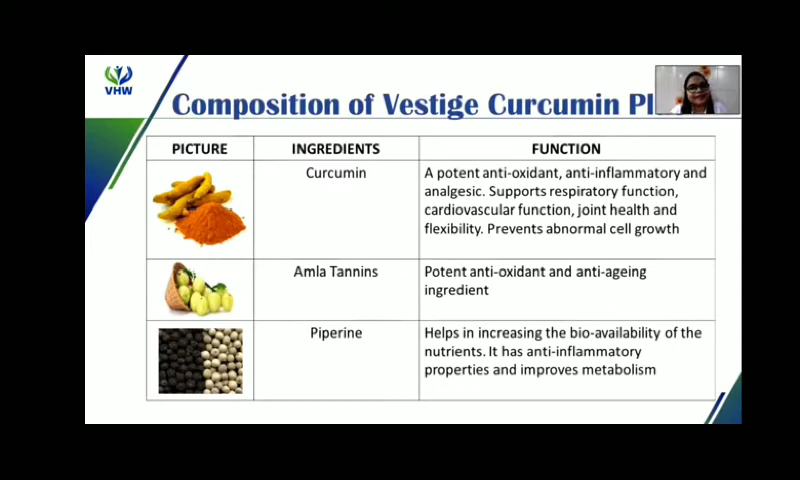 VHW
Composition of Vestige Curcumin
PICTURE INGREDIENTS FUNCTION
Curcumin
A potent anti-oxidant, anti-inflammatory and
analgesic. Supports respiratory function,
cardiovascular function, joint health and
flexibility. Prevents abnormal cell growth
Amla Tannins
Potent anti-oxidant and anti-ageing
ingredient
Piperine
Helps in increasing the bio-availability of the
nutrients. It has anti-inflammatory
properties and improves metabolism